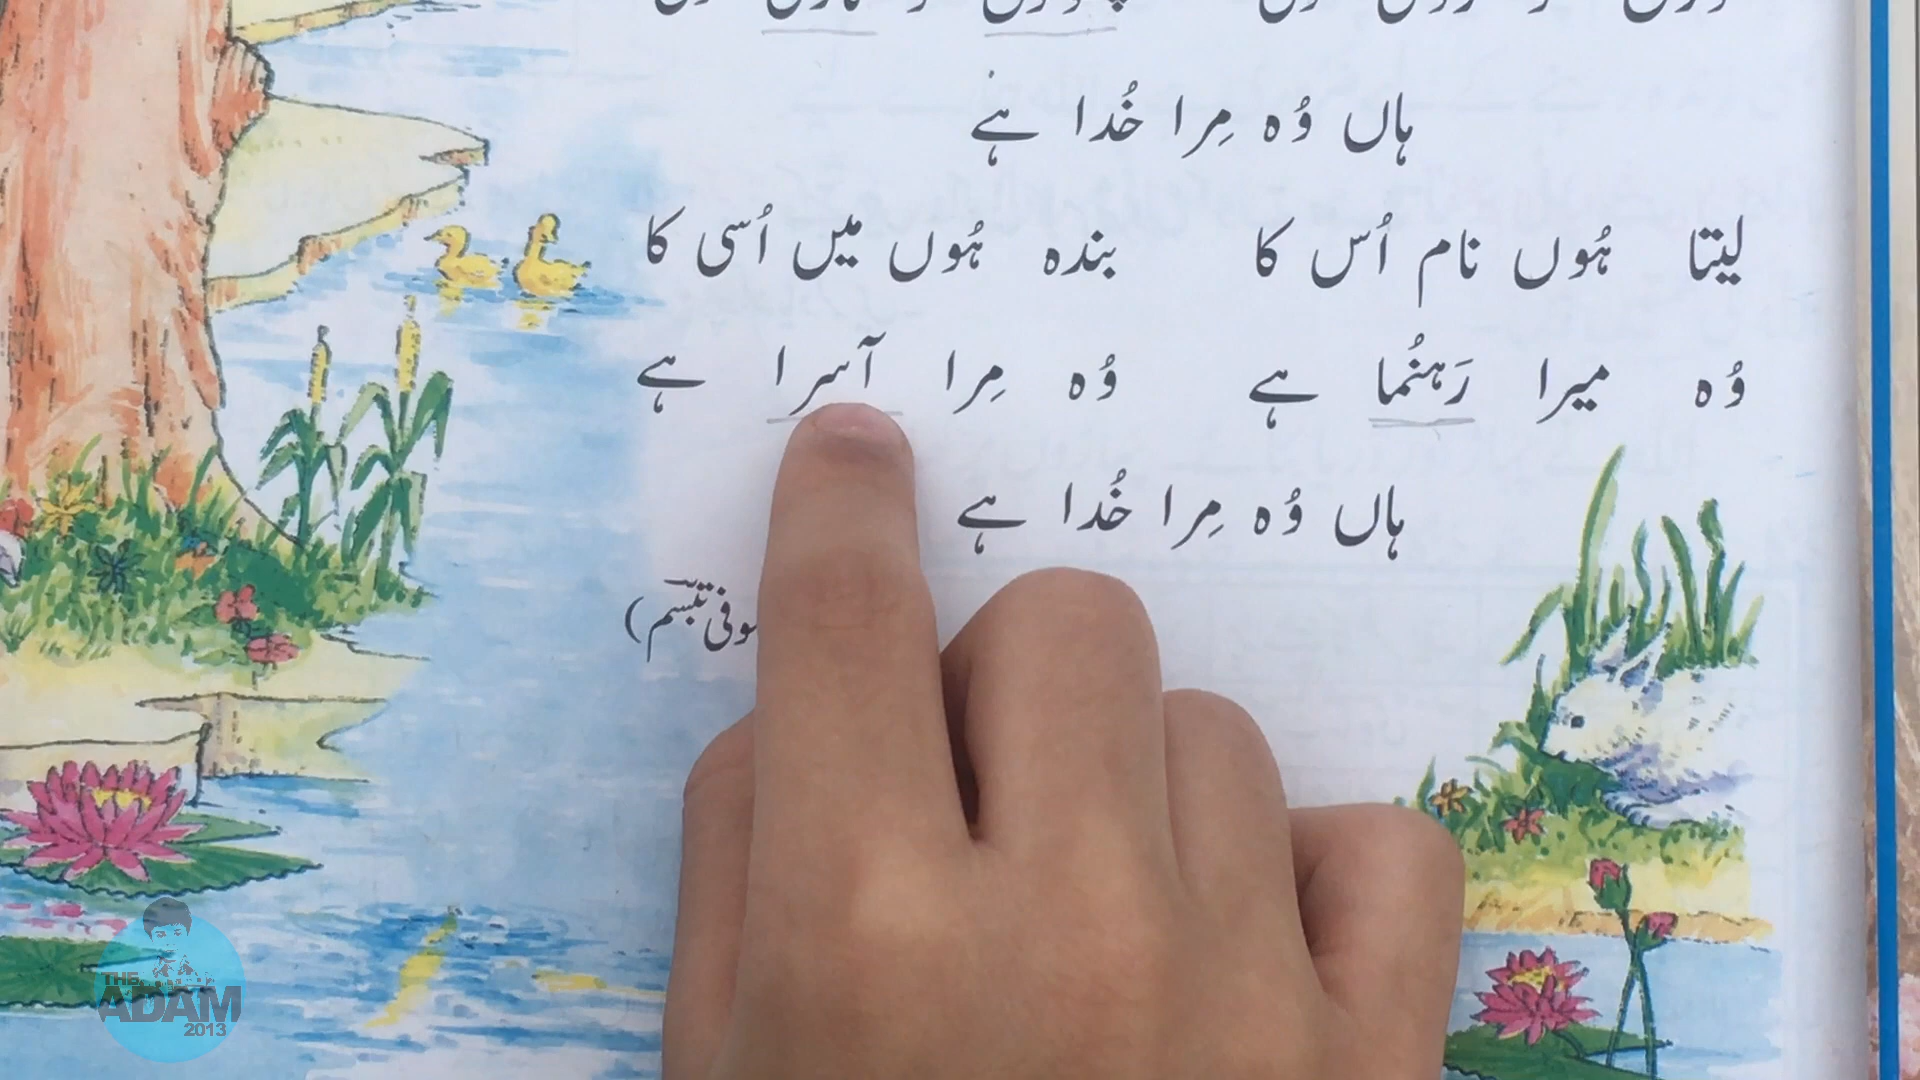 ہاں وُہ مِرا خُدا ہے
لیتا ہُوں نام اُس کا بندہ ہُوں میں اُسی کا
وُہ میرا رَہنُما ہے وُہ مِرا آسرا ہے
ہاں وُہ مِرا خُدا ہے
تبسّم)
THE
ADAM
2013